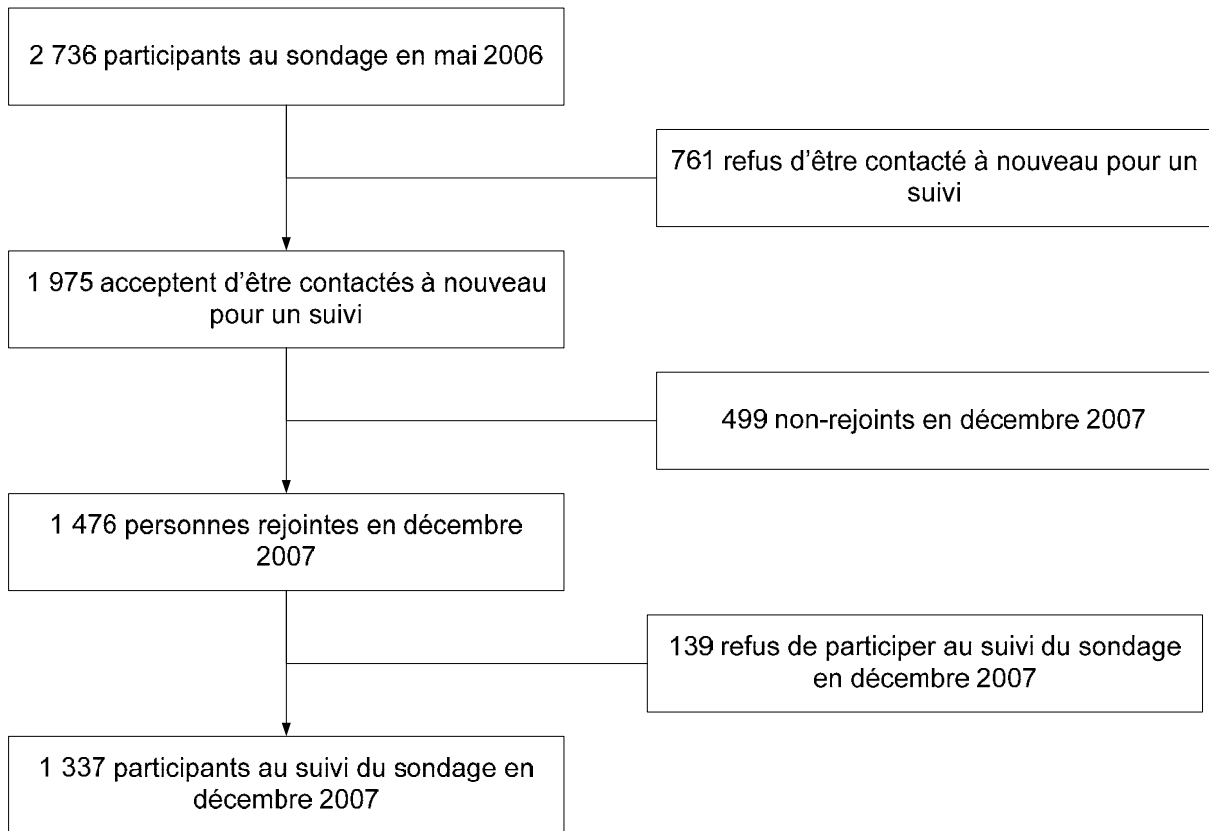 2 736 participants au sondage en mai 2006
761 refus d’être contacté à nouveau pour un
suivi
1 975 acceptent d’être contactés à nouveau
pour un suivi
499 non-rejoints en décembre 2007
1 476 personnes rejointes en décembre
2007
139 refus de participer au suivi du sondage
en décembre 2007
1 337 participants au suivi du sondage en
décembre 2007